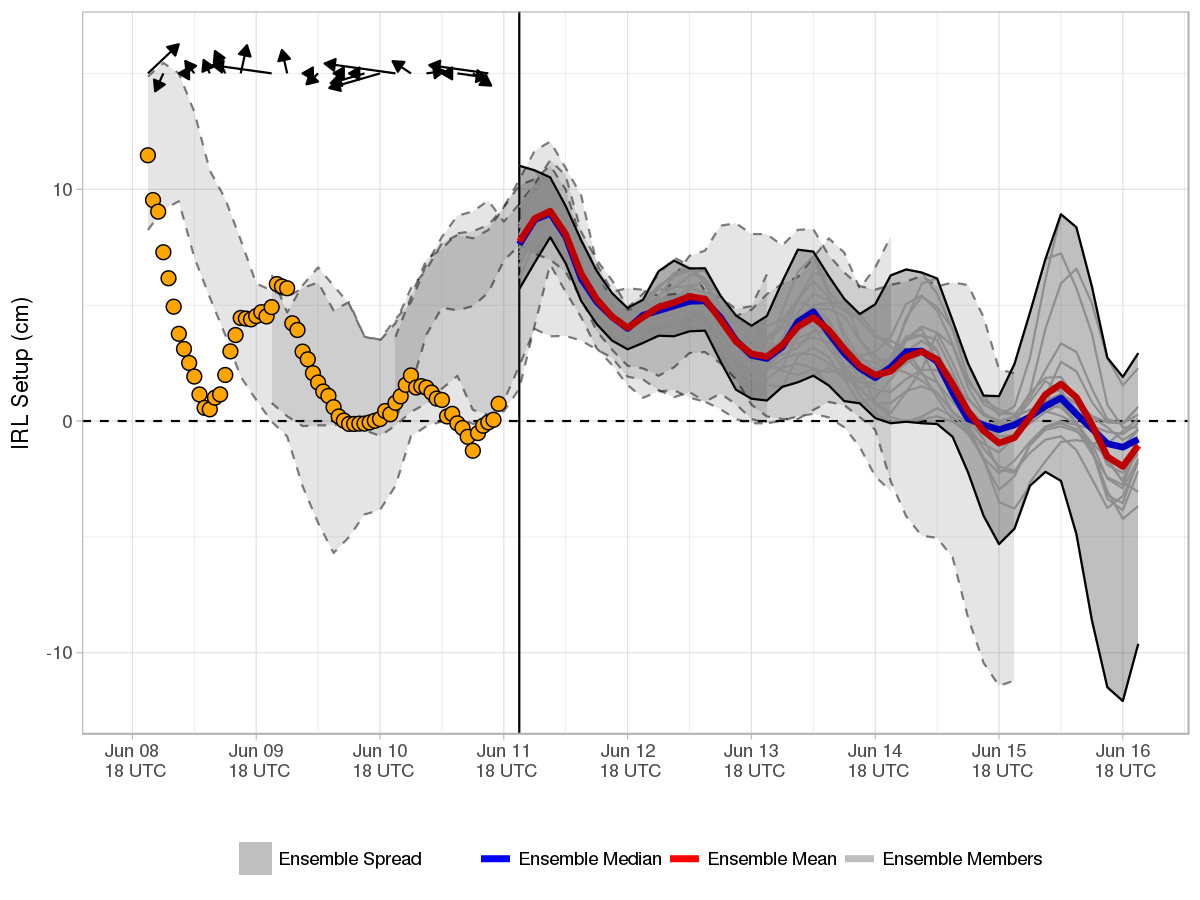 IRL Setup (cm)
10
0
-10
Jun 08
18 UTC
Jun 09
18 UTC
Jun 10
18 UTC
Jun 11
18 UTC
Jun 12
18 UTC
Jun 13
18 UTC
Jun 14
18 UTC
Jun 15
18 UTC
Jun 16
18 UTC
Ensemble Spread
Ensemble Median
Ensemble Mean
Ensemble Members